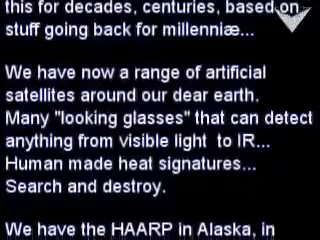 this for decades, centuries, based on
stuff going back for millenniæ...
We have now a range of artificial
satellites around our dear earth.
Many "looking glasses" that can detect
anything from visible light to IR...
Human made heat signatures...
Search and destroy.
We have the HAARP in Alaska, in